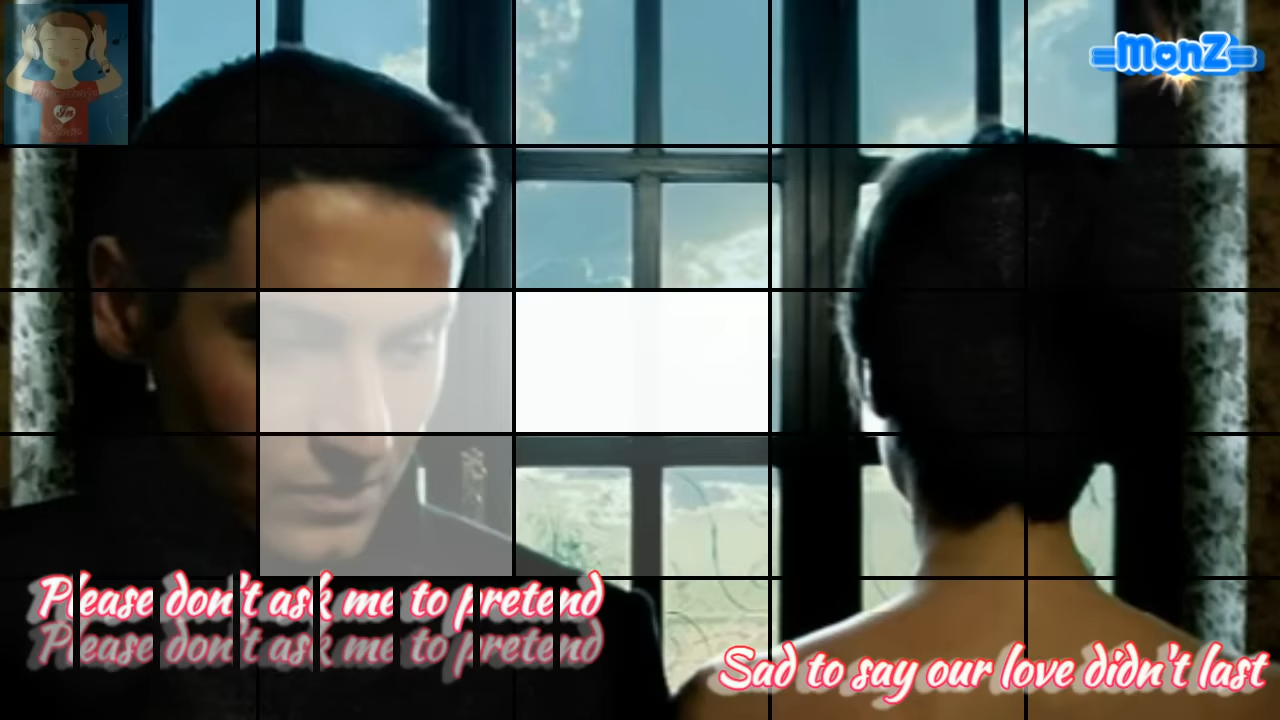 MonZ
Please don't ask me to pretend
Please don't ask me to pretend
Sad to say our love didn't last